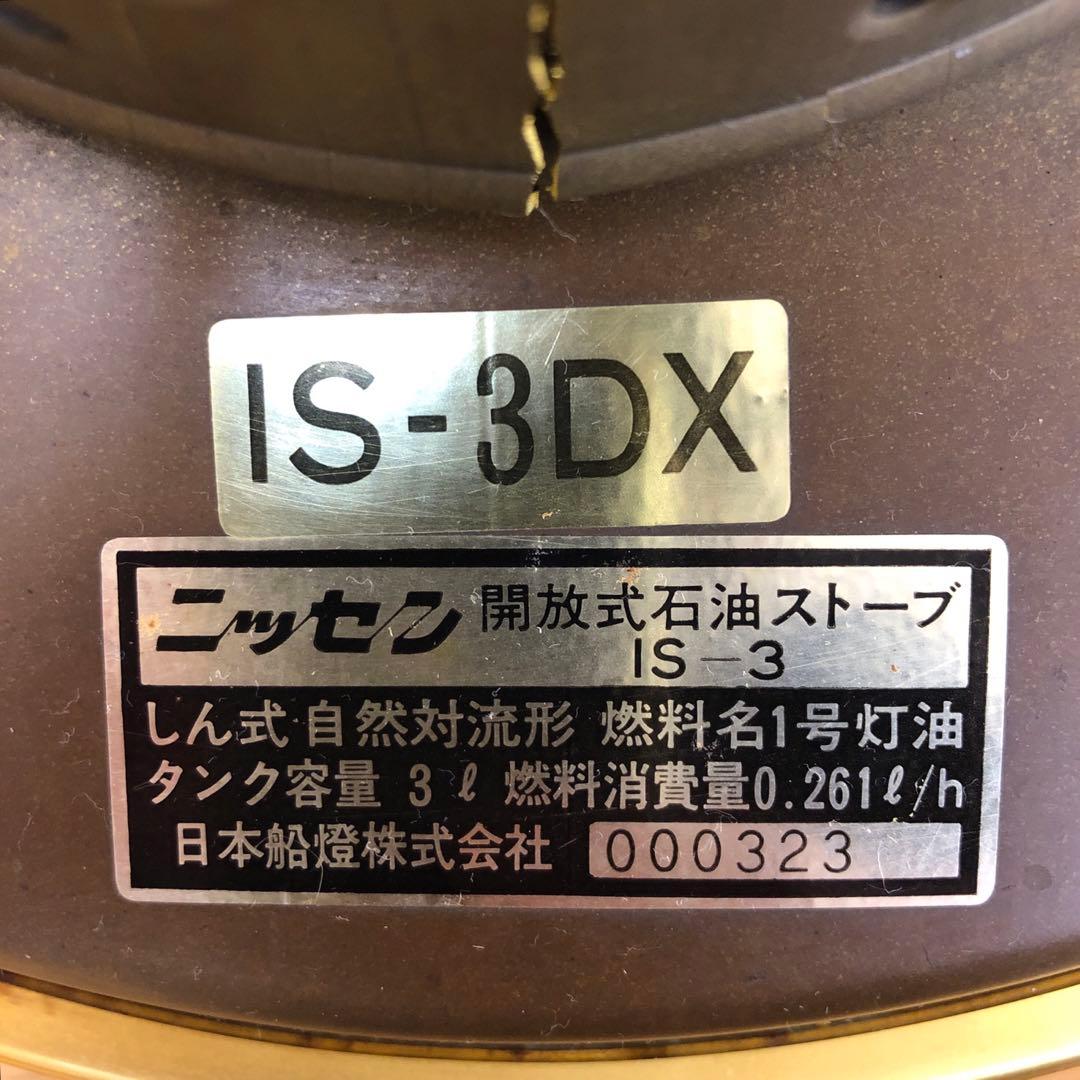 IS-3DX
ニッセン 開放式石油ストーブ
IS-3
しん式 自然対流形 燃料名1号灯油
タンク容量 3ℓ 燃料消費量0.261ℓ/h
日本船燈株式会社 000323